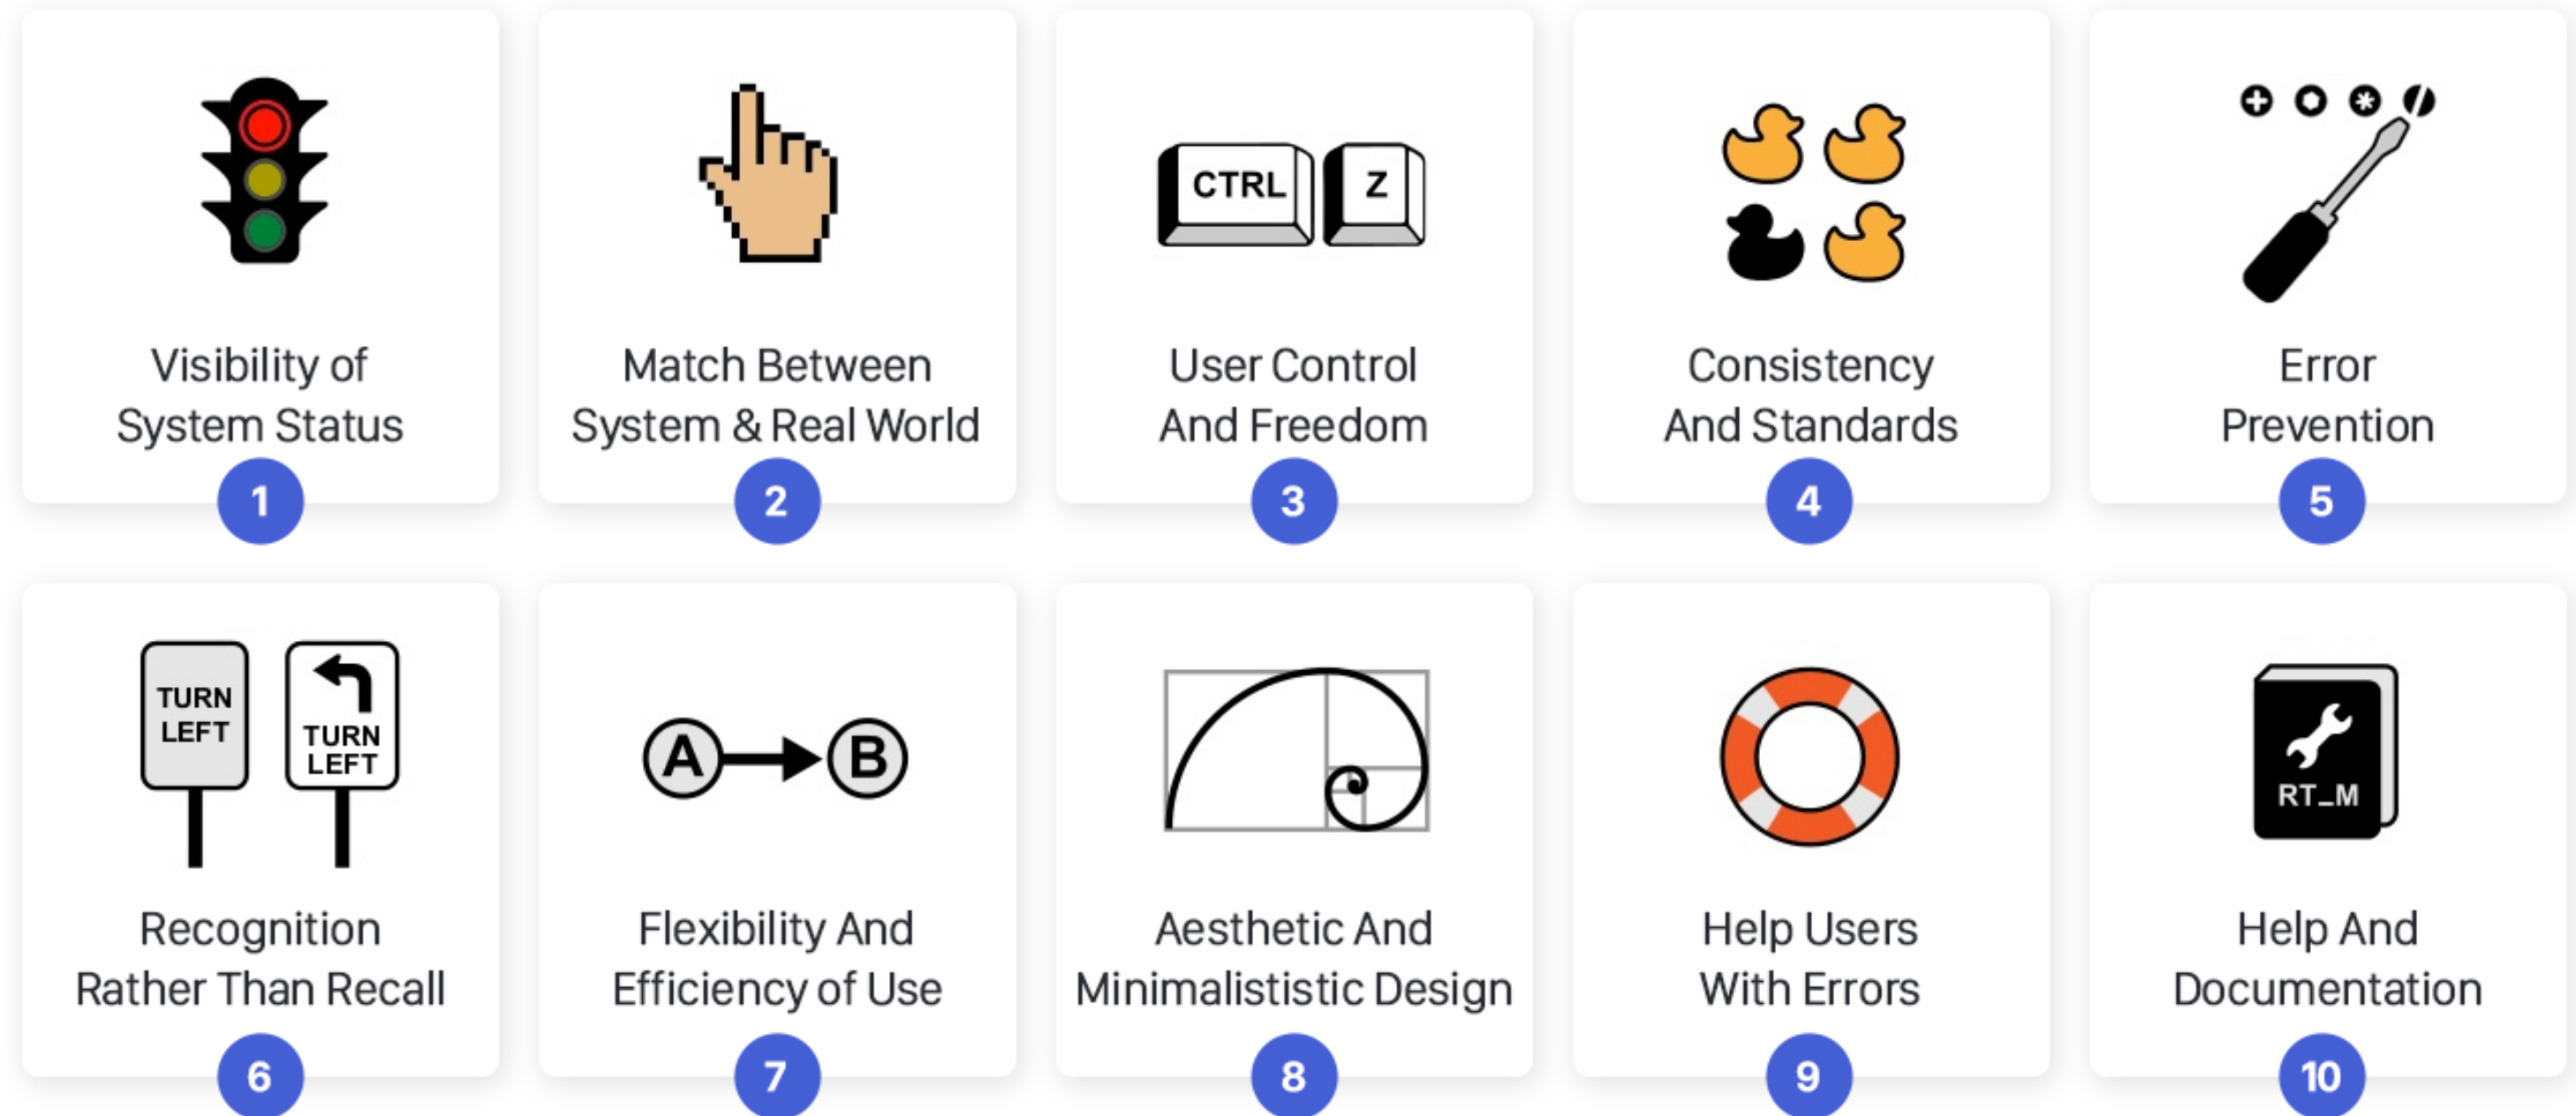 CTRL
Z
Visibility of
System Status
1
Match Between
System & Real World
2
User Control
And Freedom
3
Consistency
And Standards
4
Error
Prevention
5
TURN
LEFT
TURN
LEFT
Recognition
Rather Than Recall
6
A
B
Flexibility And
Efficiency of Use
7
Aesthetic And
Minimalististic Design
8
Help Users
With Errors
9
RT_M
Help And
Documentation
10